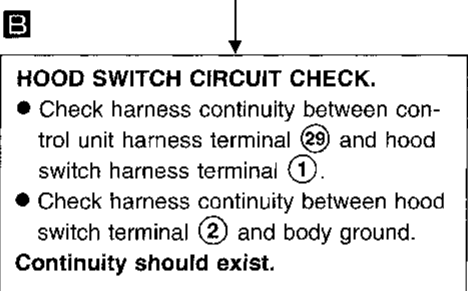 B
HOOD SWITCH CIRCUIT CHECK.
● Check harness continuity between con-
trol unit harness terminal ㉙ and hood
switch harness terminal ①.
● Check harness continuity between hood
switch terminal ② and body ground.
Continuity should exist.